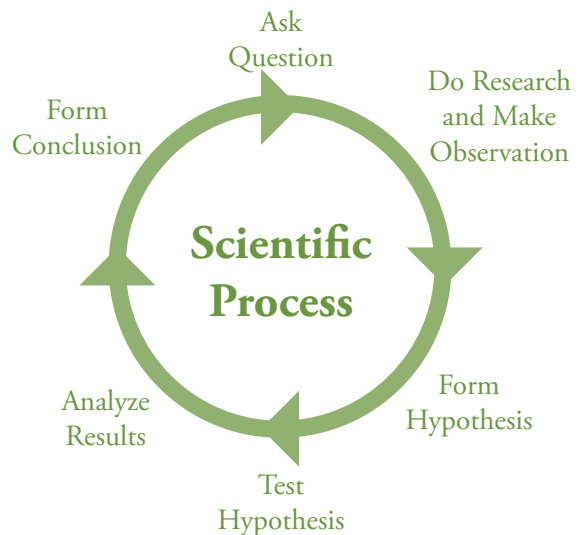 Ask
Question
Do Research
and Make
Observation
Form
Hypothesis
Test
Hypothesis
Analyze
Results
Form
Conclusion
Scientific
Process